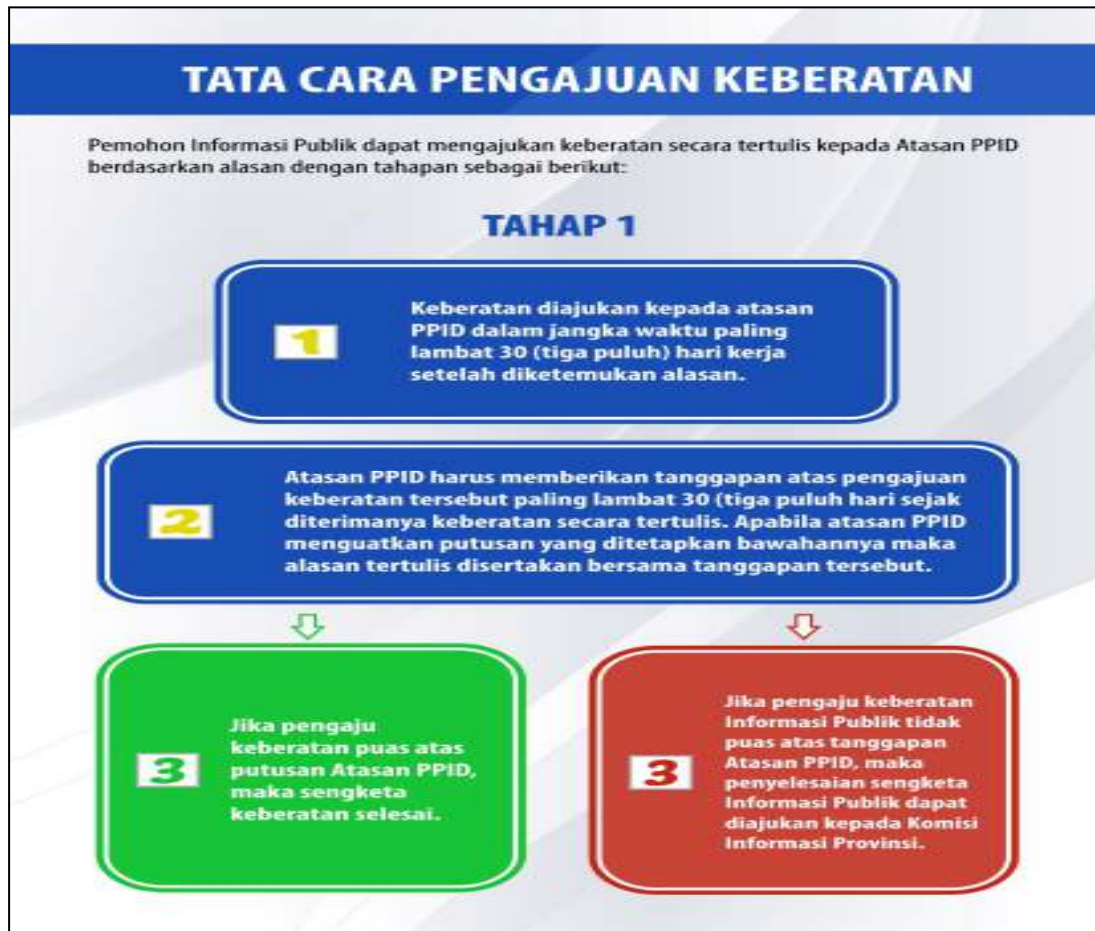 TATA CARA PENGAJUAN KEBERATAN
Pemohon Informasi Publik dapat mengajukan keberatan secara tertulis kepada Atasan PPID
berdasarkan alasan dengan tahapan sebagai berikut:
TAHAP 1
1
Keberatan diajukan kepada atasan
PPID dalam jangka waktu paling
lambat 30 (tiga puluh) hari kerja
setelah diketemukan alasan.
2
Atasan PPID harus memberikan tanggapan atas pengajuan
keberatan tersebut paling lambat 30 (tiga puluh hari sejak
diterimanya keberatan secara tertulis. Apabila atasan PPID
menguatkan putusan yang ditetapkan bawahannya maka
alasan tertulis disertakan bersama tanggapan tersebut.
3
Jika pengaju
keberatan puas atas
putusan Atasan PPID,
maka sengketa
keberatan selesai.
3
Jika pengaju keberatan
Informasi Publik tidak
puas atas tanggapan
Atasan PPID, maka
penyelesaian sengketa
Informasi Publik dapat
diajukan kepada Komisi
Informasi Provinsi.